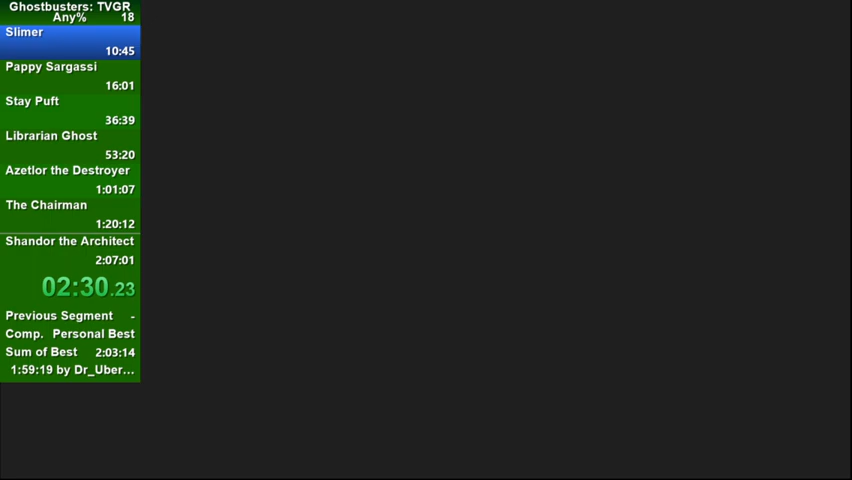 Ghostbusters: TVGR
Any% 18
Slimer
10:45
Pappy Sargassi
16:01
Stay Puft
36:39
Librarian Ghost
53:20
Azetlor the Destroyer
1:01:07
The Chairman
1:20:12
Shandor the Architect
2:07:01
02:30.23
Previous Segment -
Comp. Personal Best
Sum of Best 2:03:14
1:59:19 by Dr_Uber...